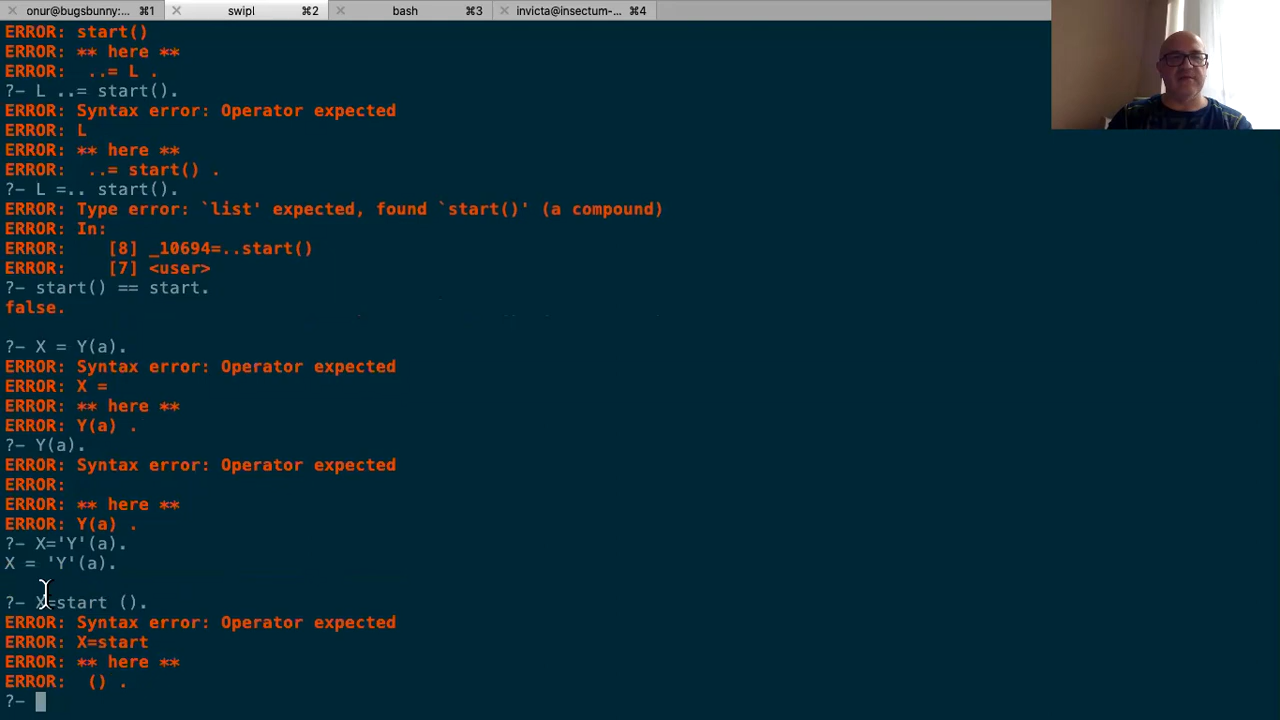 onur@bugsbunny:... ⌘1 swipl ⌘2 bash ⌘3 invicta@insectum-... ⌘4
ERROR: start()
ERROR: ** here **
ERROR:  ..= L .
?- L ..= start().
ERROR: Syntax error: Operator expected
ERROR: L
ERROR: ** here **
ERROR:  ..= start() .
?- L =.. start().
ERROR: Type error: `list' expected, found `start()' (a compound)
ERROR: In:
ERROR:    [8] _10694=..start()
ERROR:    [7] <user>
?- start() == start.
false.
?- X = Y(a).
ERROR: Syntax error: Operator expected
ERROR: X =
ERROR: ** here **
ERROR: Y(a) .
?- Y(a).
ERROR: Syntax error: Operator expected
ERROR:
ERROR: ** here **
ERROR: Y(a) .
?- X='Y'(a).
X = 'Y'(a).
?- X=start ().
ERROR: Syntax error: Operator expected
ERROR: X=start
ERROR: ** here **
ERROR:  () .
?-